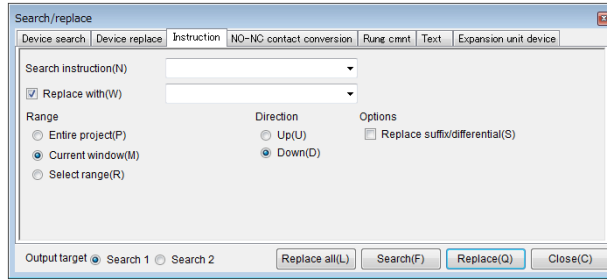 Search/replace
Device search Device replace Instruction NO-NC contact conversion Rung cmnt Text Expansion unit device
Search instruction(N)
Replace with(W)
Range Direction Options
Entire project(P) Up(U) Replace suffix/differential(S)
Current window(M) Down(D)
Select range(R)
Output target Search 1 Search 2 Replace all(L) Search(F) Replace(Q) Close(C)